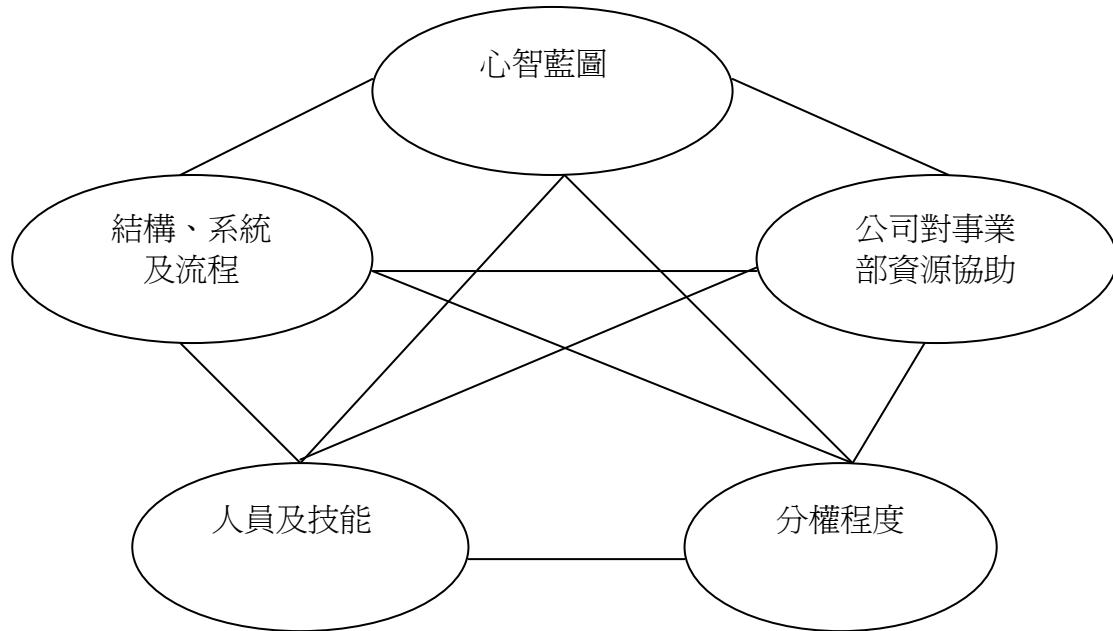 心智藍圖
結構、系統
及流程
公司對事業
部資源協助
人員及技能
分權程度